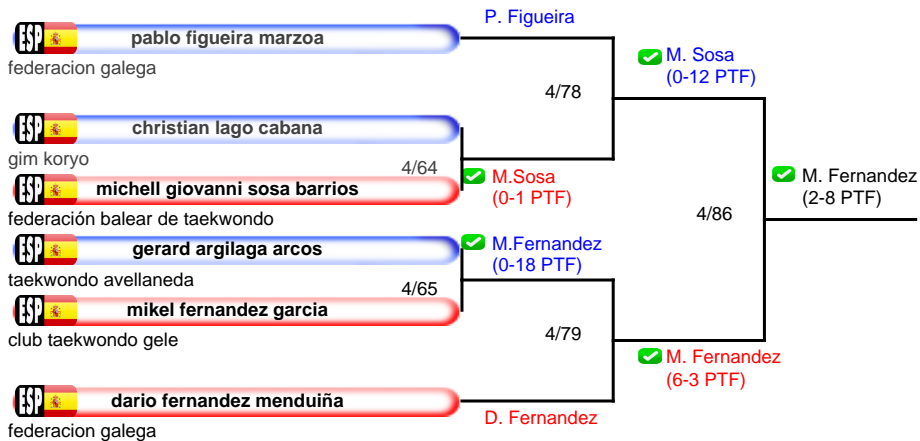 ESP pablo figueira marzoa
federacion galega
P. Figueira
4/78
M. Sosa
(0-12 PTF)
ESP christian lago cabana
gim koryo
4/64
ESP michell giovanni sosa barrios
federación balear de taekwondo
M.Sosa
(0-1 PTF)
4/86
M. Fernandez
(2-8 PTF)
ESP gerard argilaga arcos
taekwondo avellaneda
M.Fernandez
(0-18 PTF)
4/65
ESP mikel fernandez garcia
club taekwondo gele
4/79
M. Fernandez
(6-3 PTF)
ESP dario fernandez menduiña
federacion galega
D. Fernandez